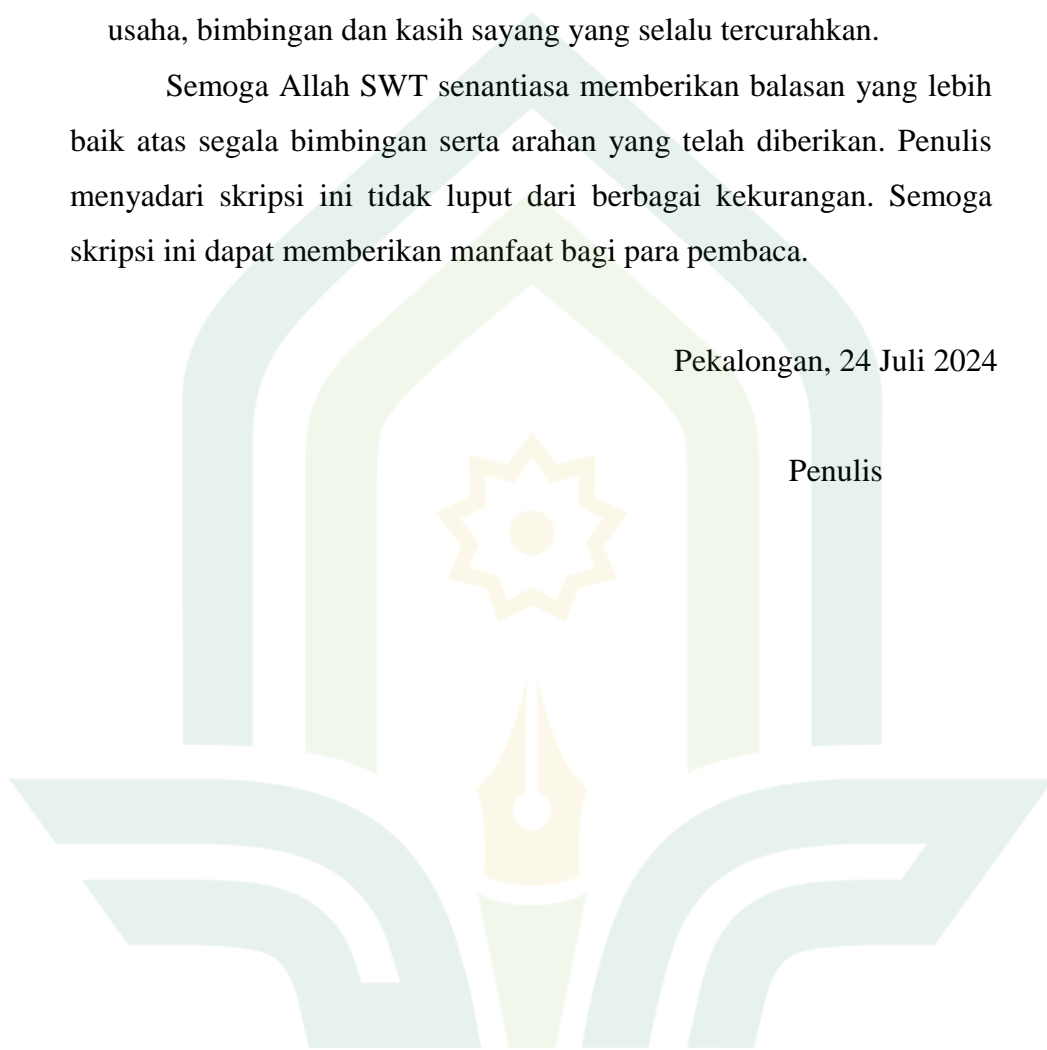 usaha, bimbingan dan kasih sayang yang selalu tercurahkan.
Semoga Allah SWT senantiasa memberikan balasan yang lebih
baik atas segala bimbingan serta arahan yang telah diberikan. Penulis
menyadari skripsi ini tidak luput dari berbagai kekurangan. Semoga
skripsi ini dapat memberikan manfaat bagi para pembaca.
Pekalongan, 24 Juli 2024
Penulis